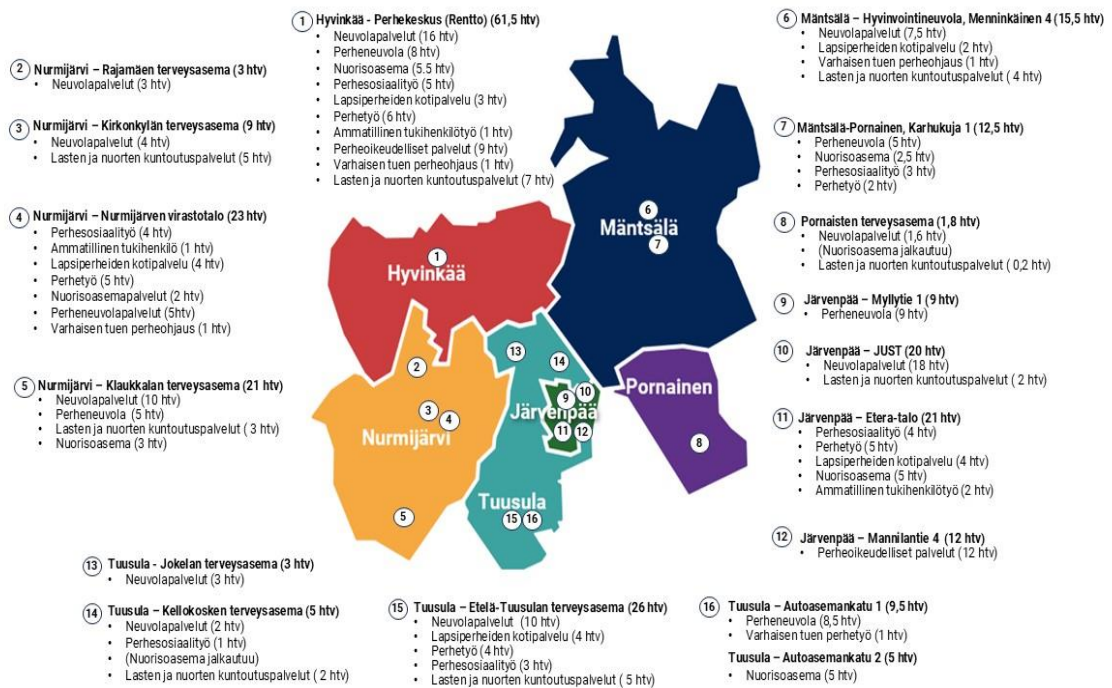 1 Hyvinkää - Perhekeskus (Rentto) (61,5 htv)
• Neuvolapalvelut (16 htv)
• Perheneuvola (8 htv)
• Nuorisoasema (5.5 htv)
• Perhesosiaalityö (5 htv)
• Lapsiperheiden kotipalvelu (3 htv)
• Perhetyö (6 htv)
• Ammatillinen tukihenkilötyö (1 htv)
• Perheoikeudelliset palvelut (9 htv)
• Varhaisen tuen perheohjaus (1 htv)
• Lasten ja nuorten kuntoutuspalvelut (7 htv)
2 Nurmijärvi – Rajamäen terveysasema (3 htv)
• Neuvolapalvelut (3 htv)
3 Nurmijärvi – Kirkonkylän terveysasema (9 htv)
• Neuvolapalvelut (4 htv)
• Lasten ja nuorten kuntoutuspalvelut (5 htv)
4 Nurmijärvi – Nurmijärven virastotalo (23 htv)
• Perhesosiaalityö (4 htv)
• Ammatillinen tukihenkilö (1 htv)
• Lapsiperheiden kotipalvelu (4 htv)
• Perhetyö (5 htv)
• Nuorisoasemapalvelut (2 htv)
• Perheneuvolapalvelut (5htv)
• Varhaisen tuen perheohjaus (1 htv)
5 Nurmijärvi – Klaukkalan terveysasema (21 htv)
• Neuvolapalvelut (10 htv)
• Perheneuvola (5 htv)
• Lasten ja nuorten kuntoutuspalvelut ( 3 htv)
• Nuorisoasema (3 htv)
6 Mäntsälä – Hyvinvointineuvola, Menninkäinen 4 (15,5 htv)
• Neuvolapalvelut (7,5 htv)
• Lapsiperheiden kotipalvelu (2 htv)
• Varhaisen tuen perheohjaus (1 htv)
• Lasten ja nuorten kuntoutuspalvelut ( 4 htv)
7 Mäntsälä-Pornainen, Karhukuja 1 (12,5 htv)
• Perheneuvola (5 htv)
• Nuorisoasema (2,5 htv)
• Perhesosiaalityö (3 htv)
• Perhetyö (2 htv)
8 Pornaisten terveysasema (1,8 htv)
• Neuvolapalvelut (1,6 htv)
• (Nuorisoasema jalkautuu)
• Lasten ja nuorten kuntoutuspalvelut ( 0,2 htv)
9 Järvenpää – Myllytie 1 (9 htv)
• Perheneuvola (9 htv)
10 Järvenpää – JUST (20 htv)
• Neuvolapalvelut (18 htv)
• Lasten ja nuorten kuntoutuspalvelut ( 2 htv)
11 Järvenpää – Etera-talo (21 htv)
• Perhesosiaalityö (4 htv)
• Perhetyö (5 htv)
• Lapsiperheiden kotipalvelu (4 htv)
• Nuorisoasema (5 htv)
• Ammatillinen tukihenkilötyö (2 htv)
12 Järvenpää – Mannilantie 4 (12 htv)
• Perheoikeudelliset palvelut (12 htv)
6
Mäntsälä
7
1
Hyvinkää
13
14
2
Pornainen
9 10
3
Järvenpää
4
11 12
Nurmijärvi
8
Tuusula
5
15 16
13 Tuusula - Jokelan terveysasema (3 htv)
• Neuvolapalvelut (3 htv)
14 Tuusula – Kellokosken terveysasema (5 htv)
• Neuvolapalvelut (2 htv)
• Perhesosiaalityö (1 htv)
• (Nuorisoasema jalkautuu)
• Lasten ja nuorten kuntoutuspalvelut ( 2 htv)
15 Tuusula – Etelä-Tuusulan terveysasema (26 htv)
• Neuvolapalvelut (10 htv)
• Lapsiperheiden kotipalvelu (4 htv)
• Perhetyö (4 htv)
• Perhesosiaalityö (3 htv)
• Lasten ja nuorten kuntoutuspalvelut ( 5 htv)
16 Tuusula – Autoasemankatu 1 (9,5 htv)
• Perheneuvola (8,5 htv)
• Varhaisen tuen perhetyö (1 htv)
Tuusula – Autoasemankatu 2 (5 htv)
• Nuorisoasema (5 htv)